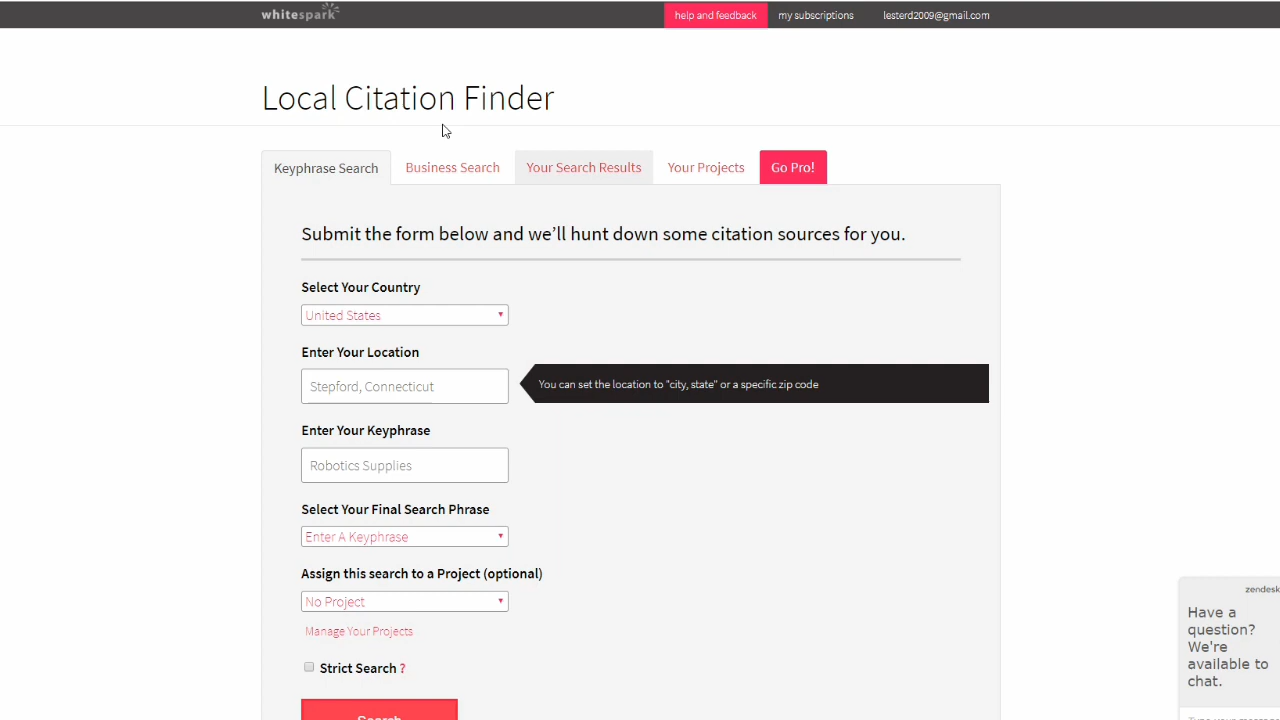 whitespark
help and feedback my subscriptions lesterd2009@gmail.com
Local Citation Finder
Keyphrase Search Business Search Your Search Results Your Projects Go Pro!
Submit the form below and we'll hunt down some citation sources for you.
Select Your Country
United States
Enter Your Location
Stepford, Connecticut
You can set the location to "city, state" or a specific zip code
Enter Your Keyphrase
Robotics Supplies
Select Your Final Search Phrase
Enter A Keyphrase
Assign this search to a Project (optional)
No Project
Manage Your Projects
Strict Search ?
Search
zendesk
Have a
question?
We're
available to
chat.